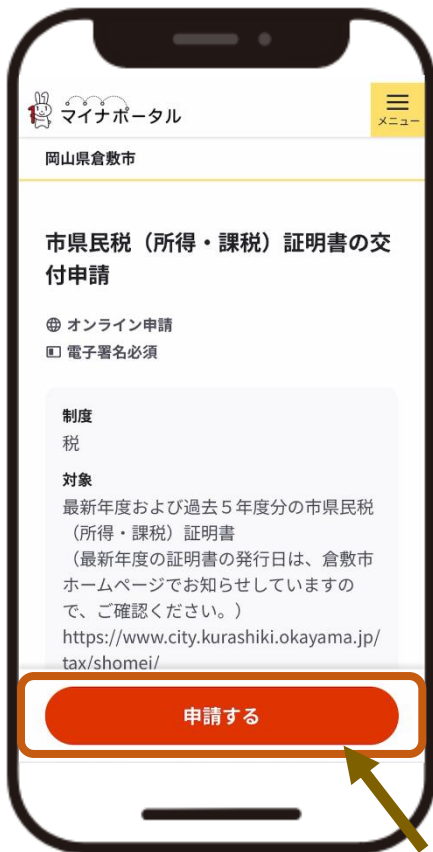 マイナポータル
メニュー
岡山県倉敷市
市県民税（所得・課税）証明書の交
付申請
オンライン申請
電子署名必須
制度
税
対象
最新年度および過去５年度分の市県民税
（所得・課税）証明書
（最新年度の証明書の発行日は、倉敷市
ホームページでお知らせしていますの
で、ご確認ください。）
https://www.city.kurashiki.okayama.jp/
tax/shomei/
申請する